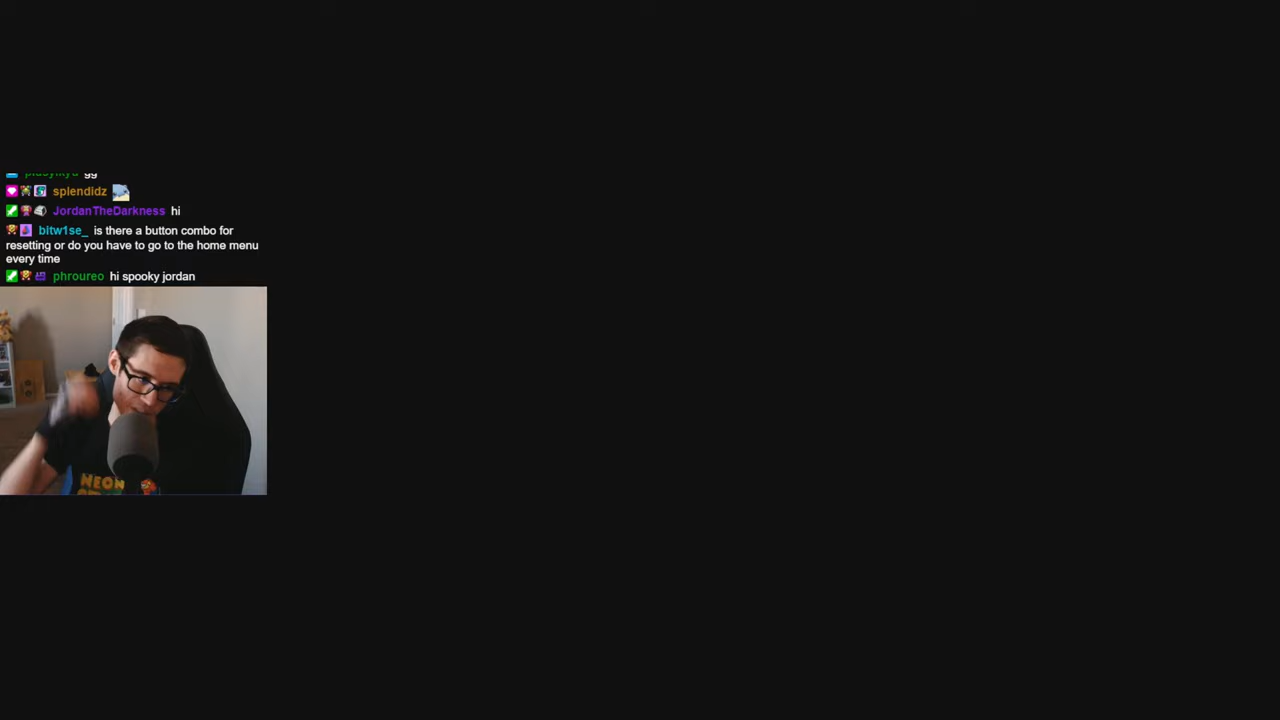 gg
splendidz
JordanTheDarkness hi
bitw1se_ is there a button combo for
resetting or do you have to go to the home menu
every time
phroureo hi spooky jordan
NEON